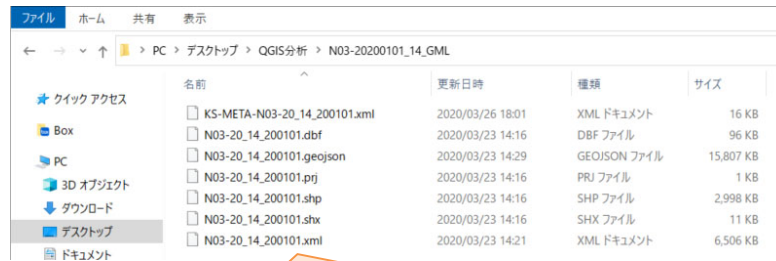 ファイル ホーム 共有 表示
PC > デスクトップ > QGIS分析 > N03-20200101_14_GML
名前 更新日時 種類 サイズ
クイック アクセス
KS-META-N03-20_14_200101.xml 2020/03/26 18:01 XML ドキュメント 16 KB
Box
N03-20_14_200101.dbf 2020/03/23 14:16 DBF ファイル 96 KB
N03-20_14_200101.geojson 2020/03/23 14:29 GEOJSON ファイル 15,807 KB
PC
N03-20_14_200101.prj 2020/03/23 14:16 PRJ ファイル 1 KB
3D オブジェクト
N03-20_14_200101.shp 2020/03/23 14:16 SHP ファイル 2,998 KB
ダウンロード
N03-20_14_200101.shx 2020/03/23 14:16 SHX ファイル 11 KB
デスクトップ
N03-20_14_200101.xml 2020/03/23 14:21 XML ドキュメント 6,506 KB
ドキュメント